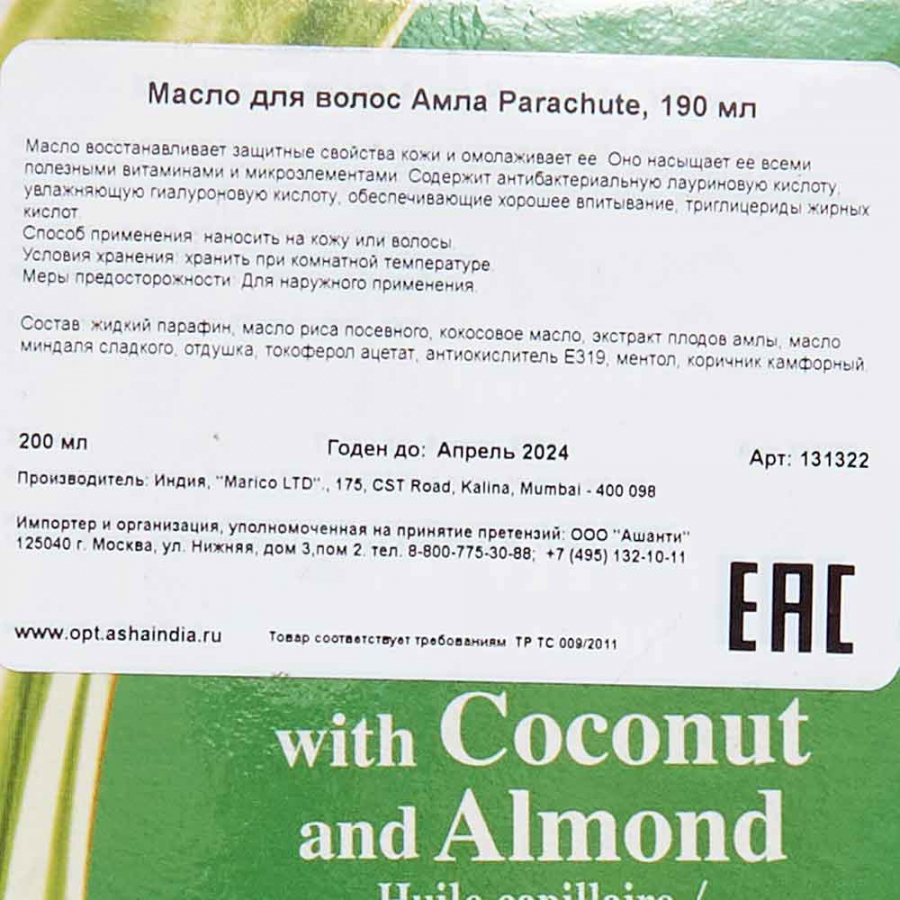 Масло для волос Амла Parachute, 190 мл
Масло восстанавливает защитные свойства кожи и омолаживает ее. Оно насыщает ее всеми
полезными витаминами и микроэлементами. Содержит антибактериальную лауриновую кислоту,
увлажняющую гиалуроновую кислоту, обеспечивающие хорошее впитывание, триглицериды жирных
кислот.
Способ применения: наносить на кожу или волосы.
Условия хранения: хранить при комнатной температуре.
Меры предосторожности: Для наружного применения.
Состав: жидкий парафин, масло риса посевного, кокосовое масло, экстракт плодов амлы, масло
миндаля сладкого, отдушка, токоферол ацетат, антиокислитель Е319, ментол, коричник камфорный.
200 мл
Годен до: Апрель 2024
Арт: 131322
Производитель: Индия, "Marico LTD"., 175, CST Road, Kalina, Mumbai - 400 098
Импортер и организация, уполномоченная на принятие претензий: ООО "Ашанти"
125040 г. Москва, ул. Нижняя, дом 3,пом 2. тел. 8-800-775-30-88; +7 (495) 132-10-11
EAC
www.opt.ashaindia.ru
Товар соответствует требованиям ТР ТС 009/2011
with Coconut
and Almond
Huile capillaire /